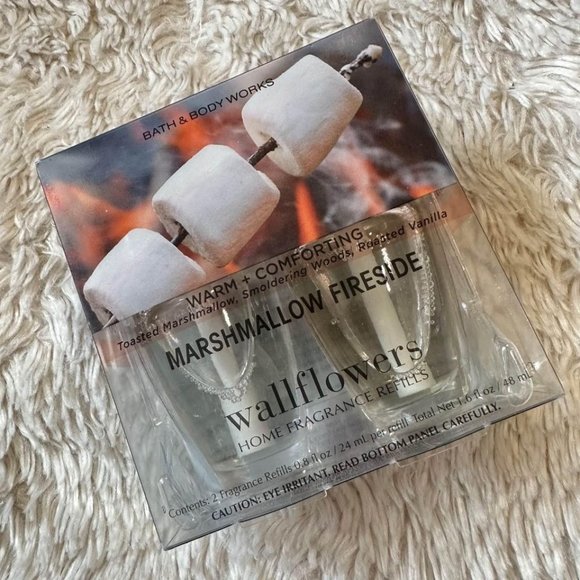 BATH & BODY WORKS
WARM + COMFORTING
Toasted Marshmallow, Smoldering Woods, Roasted Vanilla
MARSHMALLOW FIRESIDE
wallflowers
HOME FRAGRANCE REFILLS
Contents: 2 Fragrance Refills 0.8 fl oz / 24 mL per refill Total Net 1.6 fl oz / 48 mL
CAUTION: EYE IRRITANT, READ BOTTOM PANEL CAREFULLY.